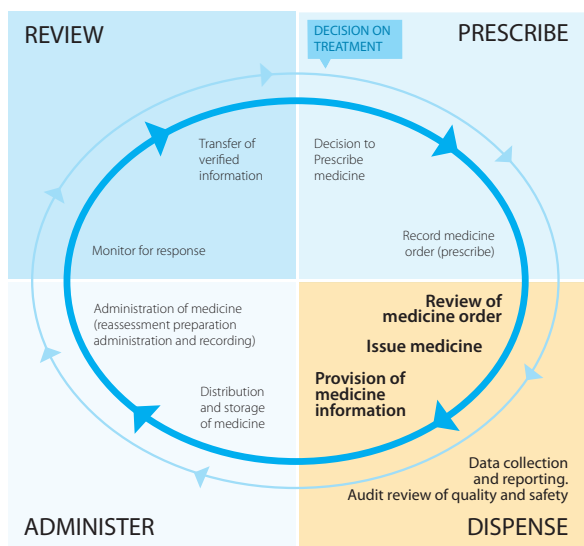 REVIEW
DECISION ON
TREATMENT
PRESCRIBE
Transfer of
verified
information
Decision to
Prescribe
medicine
Monitor for response
Record medicine
order (prescribe)
Administration of medicine
(reassessment preparation
administration and recording)
Review of
medicine order
Issue medicine
Provision of
medicine
information
Distribution
and storage
of medicine
Data collection
and reporting.
Audit review of quality and safety
ADMINISTER
DISPENSE